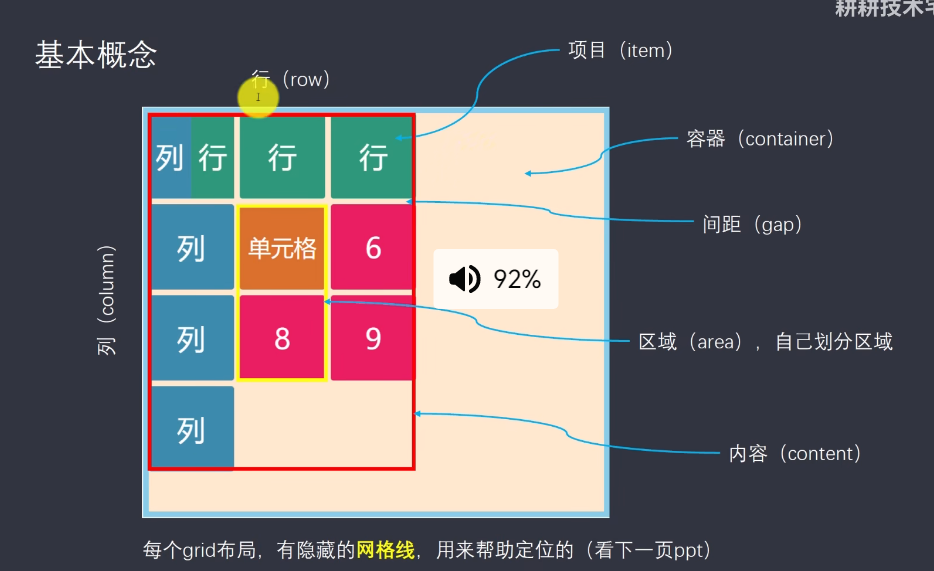 耕耕技术宅
基本概念
项目（item）
行（row）
容器（container）
列 行 行 行
间距（gap）
列 单元格 6
列（column）
92%
列 8 9
区域（area），自己划分区域
列
内容（content）
每个grid布局，有隐藏的网格线，用来帮助定位的（看下一页ppt）